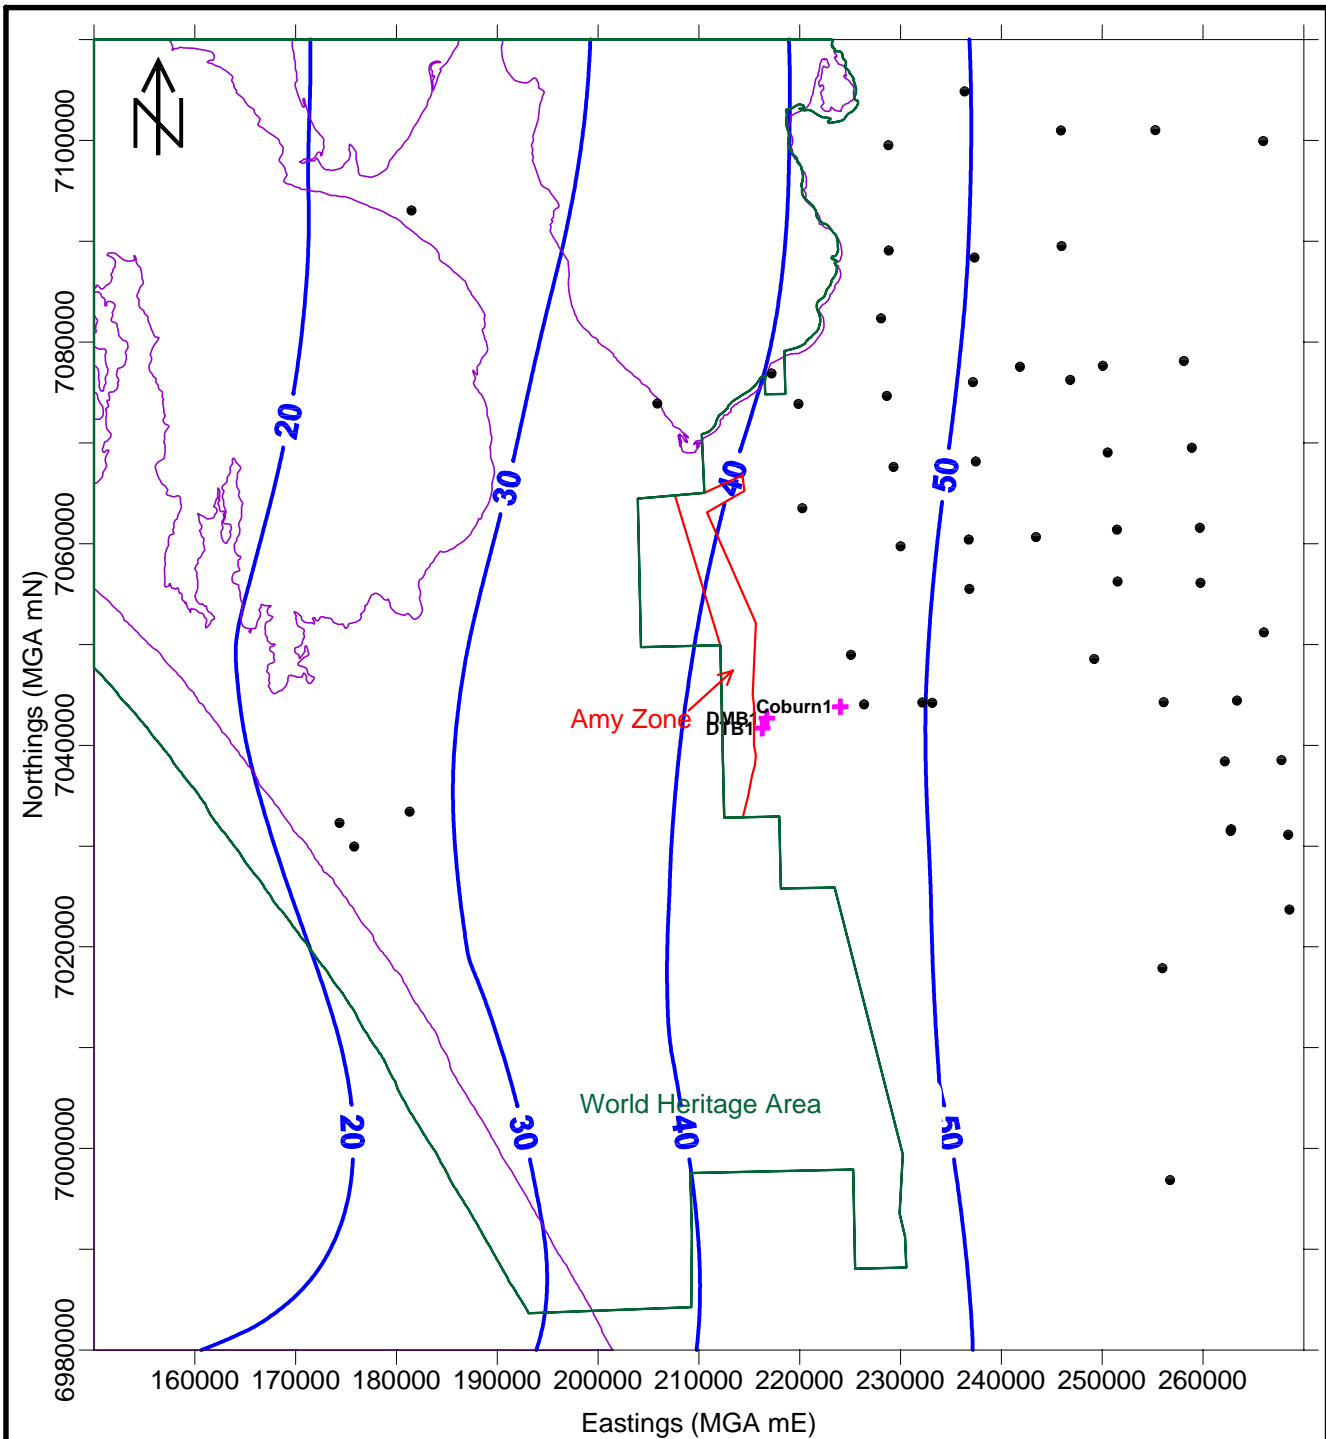 N
7100000
7080000
7060000
7040000
7020000
7000000
6980000
Northings (MGA mN)
20
30
40
50
Amy Zone
Coburn1
DMB1
DTB1
World Heritage Area
20
30
40
50
160000 170000 180000 190000 200000 210000 220000 230000 240000 250000 260000
Eastings (MGA mE)